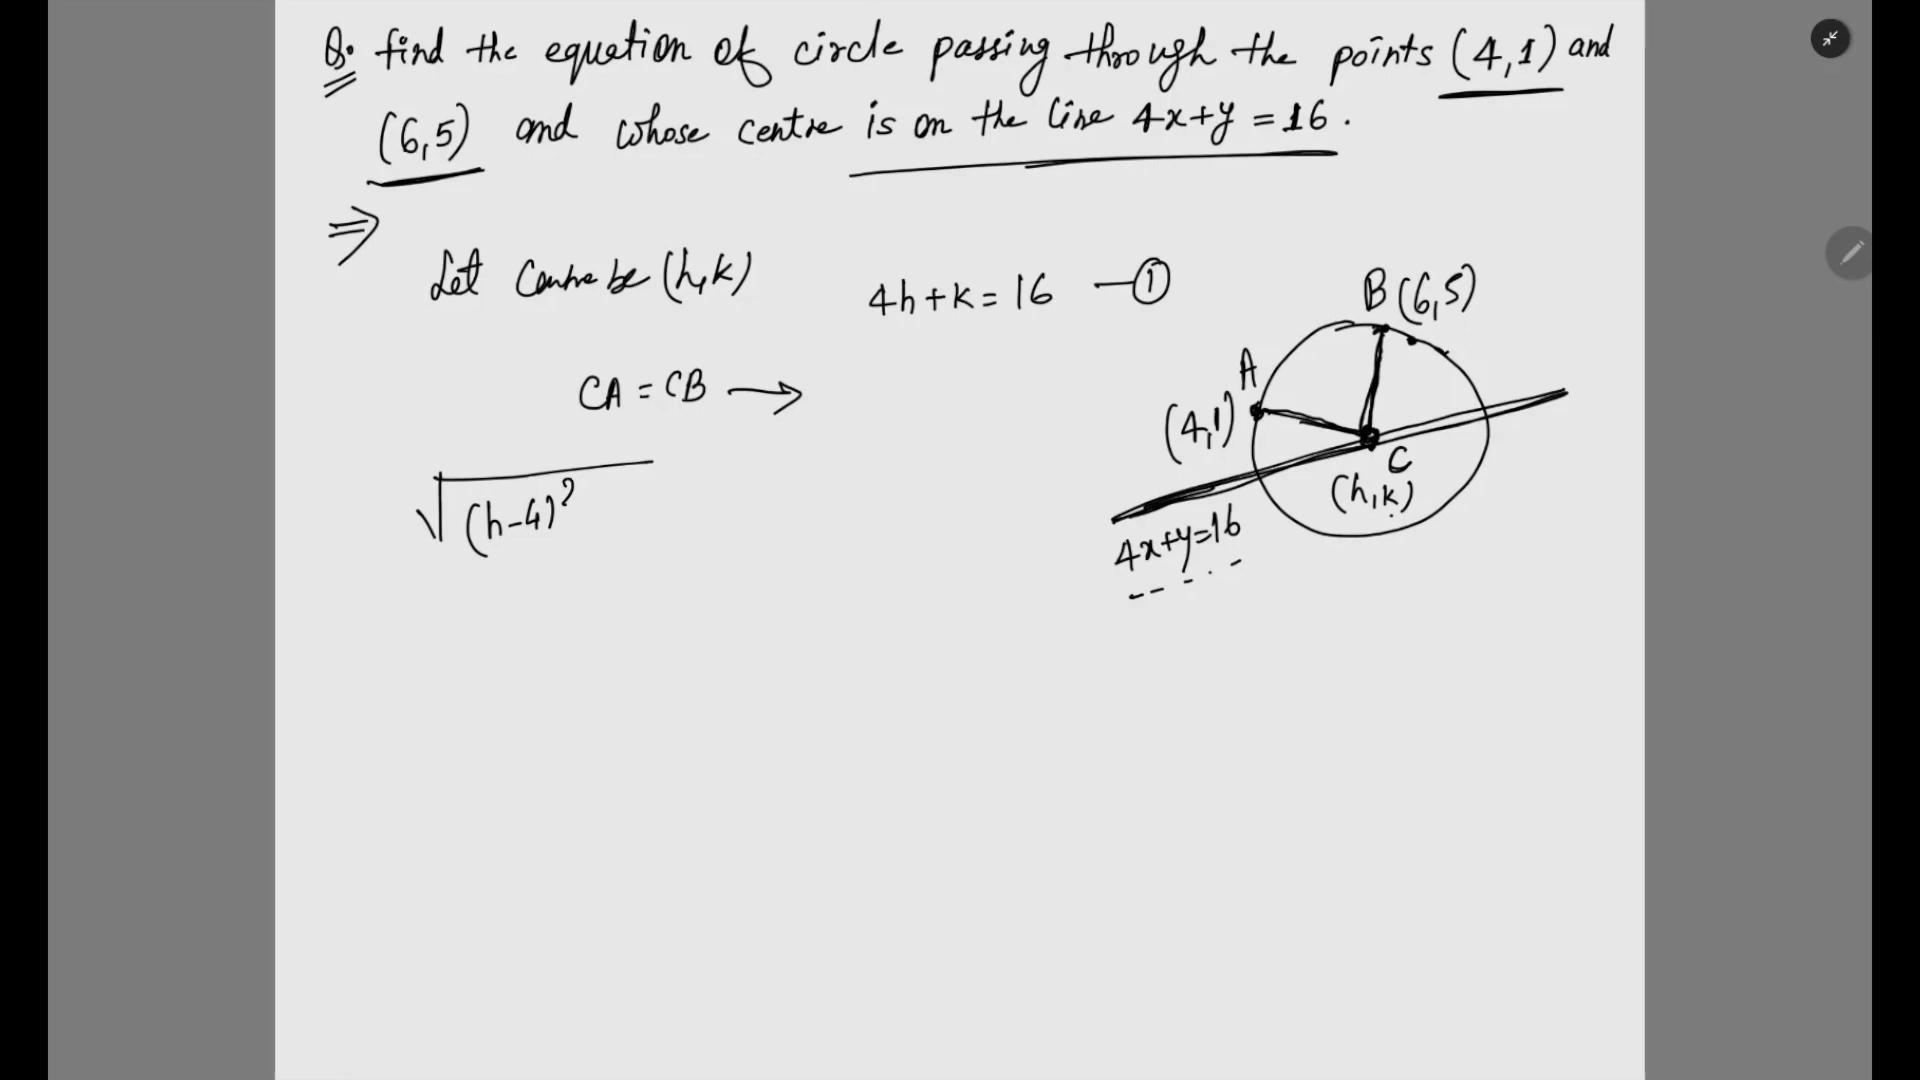 Q. find the equation of circle passing through the points (4,1) and
(6,5) and whose centre is on the line 4x+y=16.
⇒
Let Centre be (h,k)
4h+k=16 —①
CA = CB →
√(h-4)²
B(6,5)
A
(4,1)
C
(h,k)
4x+y=16